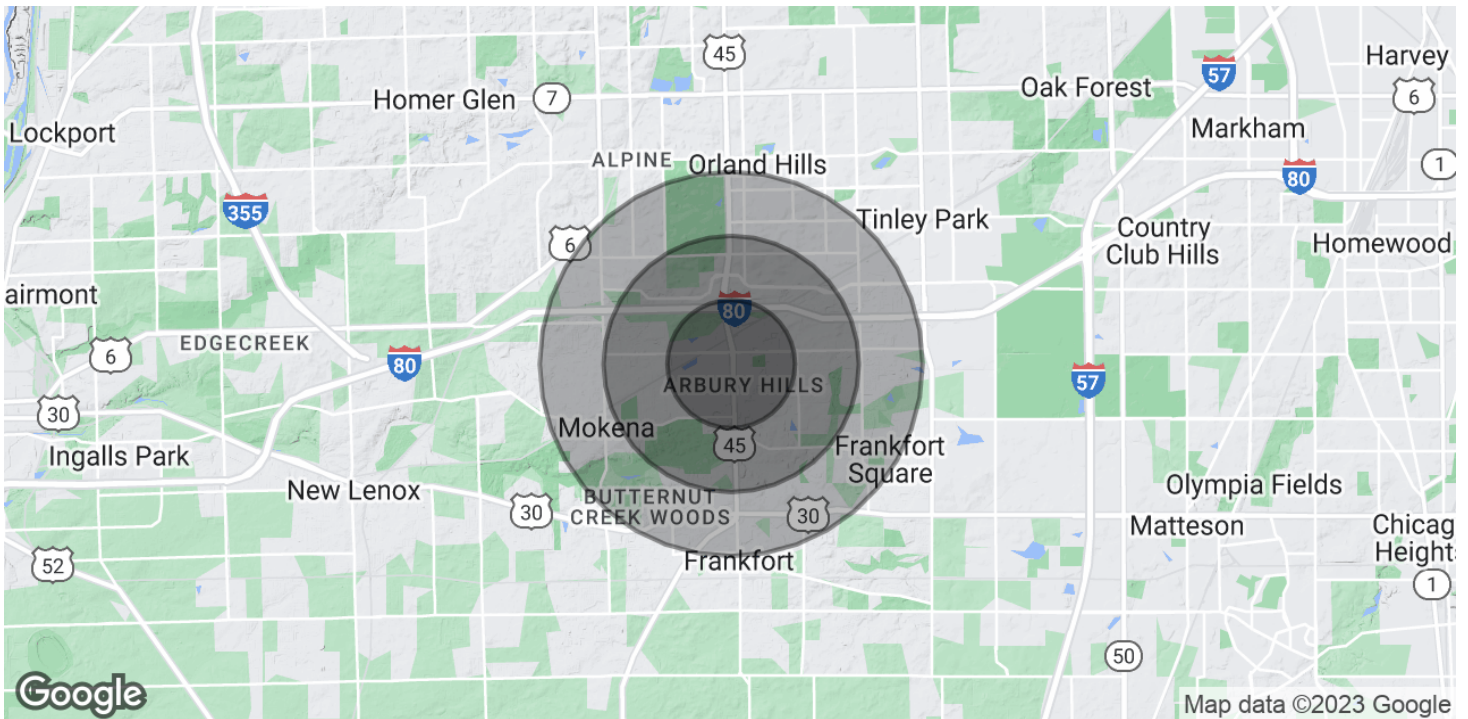 45
Harvey
57
Oak Forest
Homer Glen
7
6
Lockport
Markham
ALPINE
Orland Hills
1
80
355
Tinley Park
Country
Club Hills
6
Homewood
airmont
80
EDGECREEK
6
80
57
ARBURY HILLS
30
Mokena
45
Frankfort
Square
Ingalls Park
New Lenox
Olympia Fields
BUTTERNUT
CREEK WOODS
30
30
Matteson
Chicag
Height
52
Frankfort
1
50
Google
Map data ©2023 Google